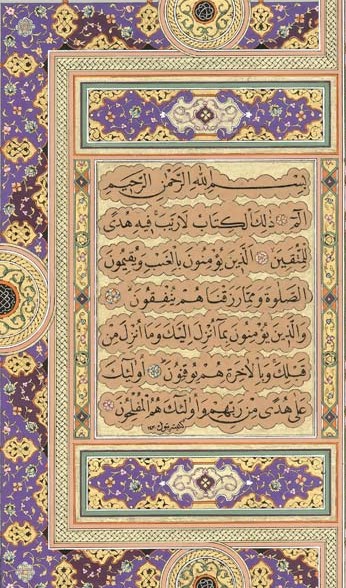 بسم الله الرحمن الرحيم
الم ذلك الكتاب لا ريب فيه هدى
للمتقين الذين يؤمنون بالغيب ويقيمون
الصلوة ومما رزقناهم ينفقون
والذين يؤمنون بما انزل اليك وما انزل من
قبلك وبالاخرة هم يوقنون اولئك
على هدى من ربهم واولئك هم المفلحون